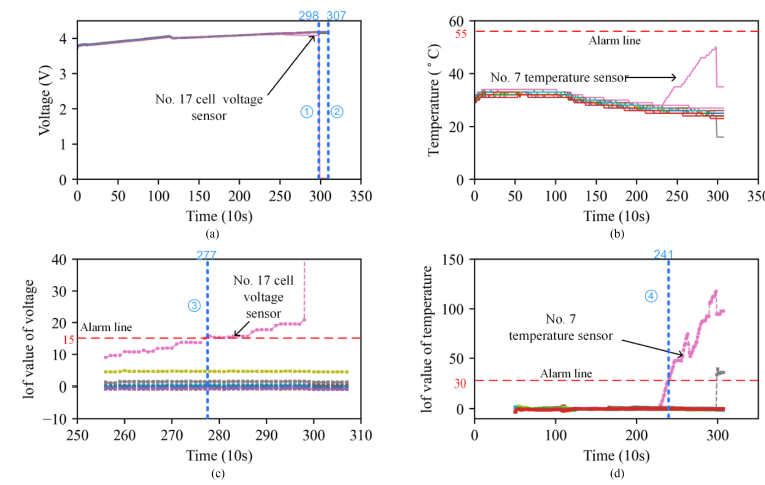 298 307
5
4
3
2
1
0
Voltage (V)
No. 17 cell voltage
sensor
① ②
0 50 100 150 200 250 300 350
Time (10s)
(a)
60
55
40
20
0
Temperature (°C)
Alarm line
No. 7 temperature sensor
0 50 100 150 200 250 300 350
Time (10s)
(b)
277
40
30
20
15
10
0
−10
lof value of voltage
③
No. 17 cell
voltage
sensor
Alarm line
250 260 270 280 290 300 310
Time (10s)
(c)
241
150
100
50
30
0
lof value of temperature
④
No. 7
temperature sensor
Alarm line
0 50 100 150 200 250 300 350
Time (10s)
(d)